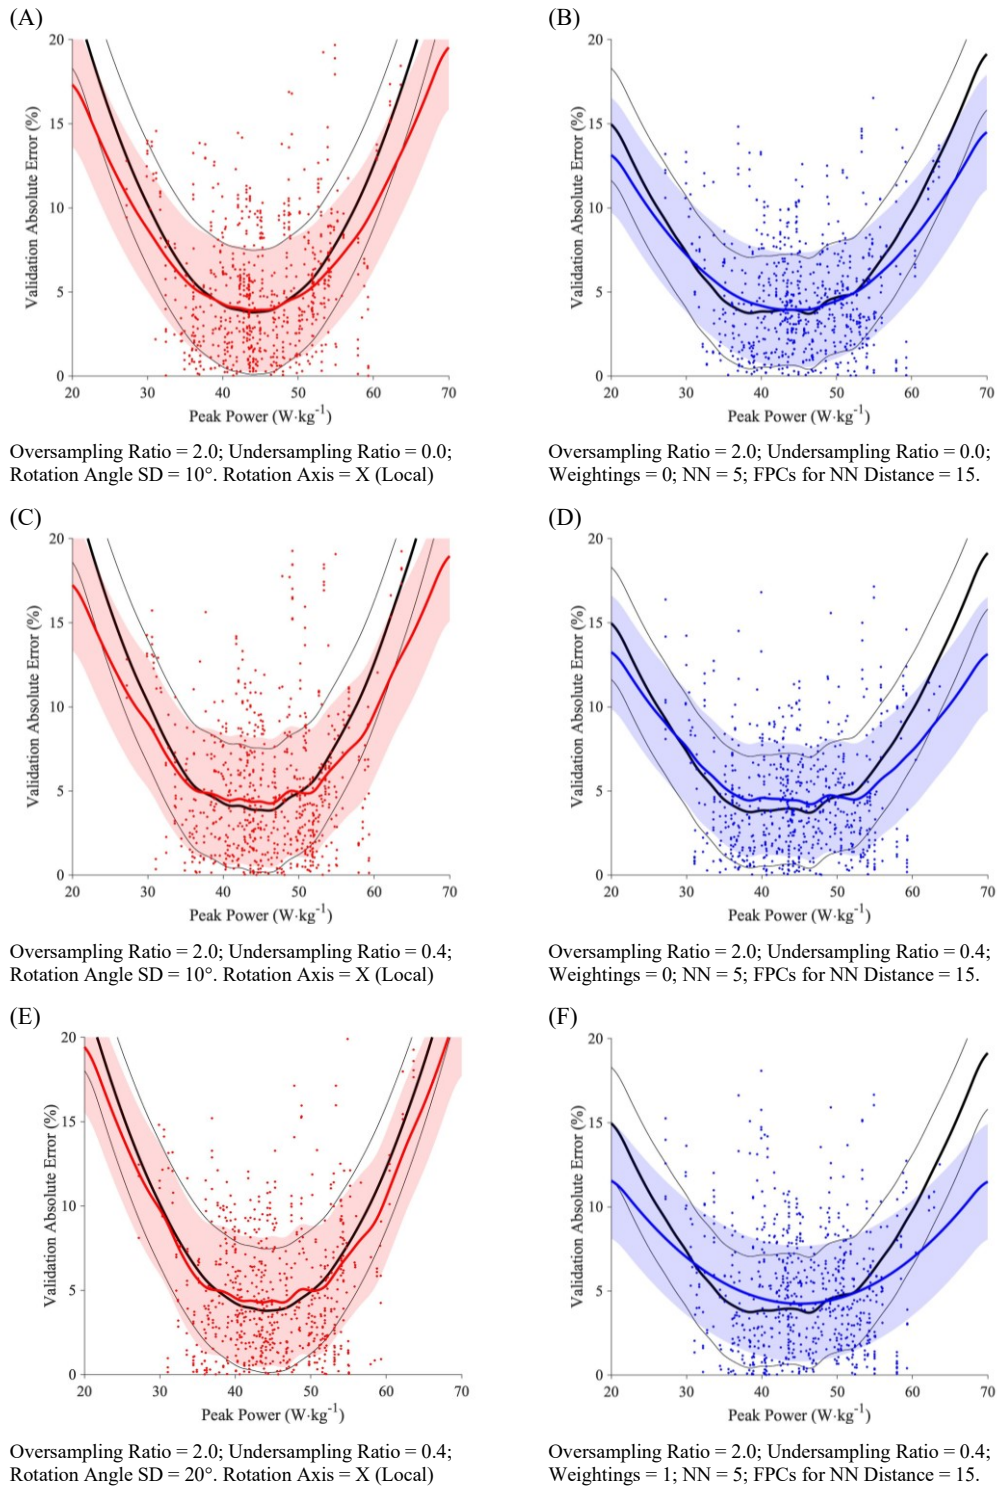 (A)
(B)
20
15
10
5
0
Validation Absolute Error (%)
20 30 40 50 60 70
Peak Power (W·kg-1)
20
15
10
5
0
Validation Absolute Error (%)
20 30 40 50 60 70
Peak Power (W·kg-1)
Oversampling Ratio = 2.0; Undersampling Ratio = 0.0;
Rotation Angle SD = 10°. Rotation Axis = X (Local)
Oversampling Ratio = 2.0; Undersampling Ratio = 0.0;
Weightings = 0; NN = 5; FPCs for NN Distance = 15.
(C)
(D)
20
15
10
5
0
Validation Absolute Error (%)
20 30 40 50 60 70
Peak Power (W·kg-1)
20
15
10
5
0
Validation Absolute Error (%)
20 30 40 50 60 70
Peak Power (W·kg-1)
Oversampling Ratio = 2.0; Undersampling Ratio = 0.4;
Rotation Angle SD = 10°. Rotation Axis = X (Local)
Oversampling Ratio = 2.0; Undersampling Ratio = 0.4;
Weightings = 0; NN = 5; FPCs for NN Distance = 15.
(E)
(F)
20
15
10
5
0
Validation Absolute Error (%)
20 30 40 50 60 70
Peak Power (W·kg-1)
20
15
10
5
0
Validation Absolute Error (%)
20 30 40 50 60 70
Peak Power (W·kg-1)
Oversampling Ratio = 2.0; Undersampling Ratio = 0.4;
Rotation Angle SD = 20°. Rotation Axis = X (Local)
Oversampling Ratio = 2.0; Undersampling Ratio = 0.4;
Weightings = 1; NN = 5; FPCs for NN Distance = 15.